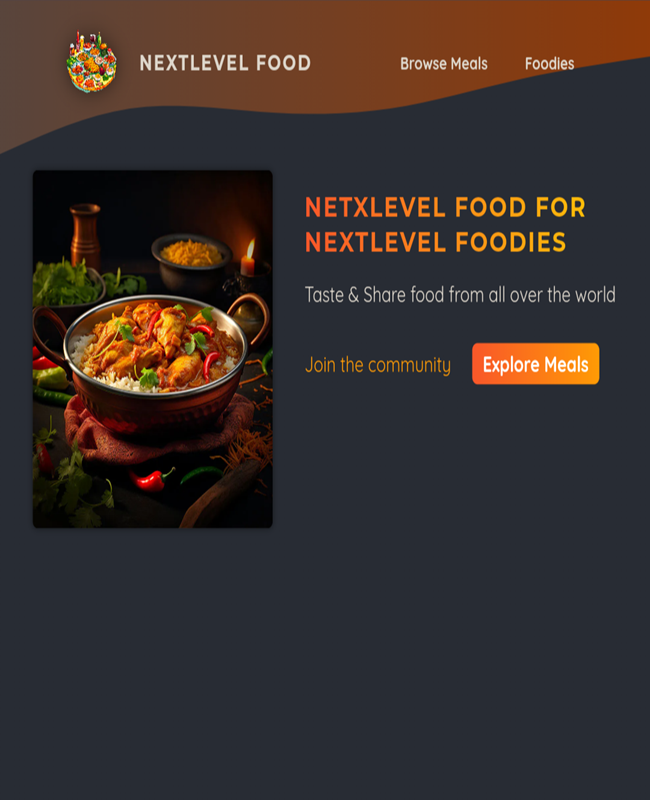 NEXTLEVEL FOOD
Browse Meals
Foodies
NETXLEVEL FOOD FOR
NEXTLEVEL FOODIES
Taste & Share food from all over the world
Join the community
Explore Meals